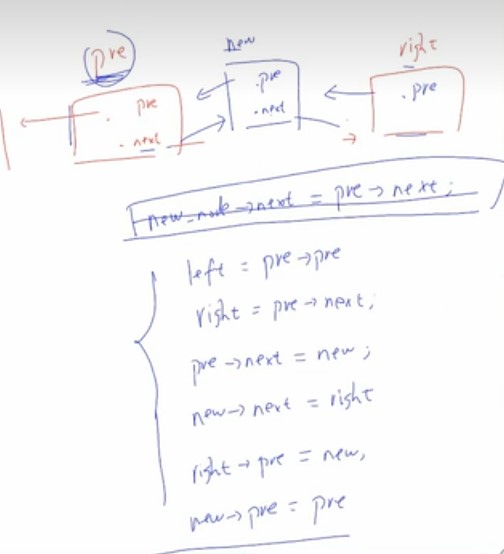 pre
new
right
. pre
. next
. pre
. next
. pre
new_node->next = pre->next;
left = pre->pre
right = pre->next;
pre->next = new;
new->next = right
right->pre = new,
new->pre = pre